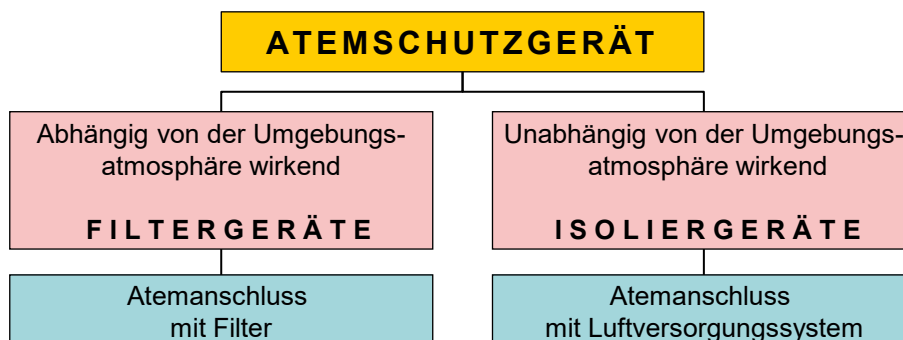 ATEMSCHUTZGERÄT
Abhängig von der Umgebungs-
atmosphäre wirkend
FILTERGERÄTE
Unabhängig von der Umgebungs-
atmosphäre wirkend
ISOLIERGERÄTE
Atemanschluss
mit Filter
Atemanschluss
mit Luftversorgungssystem